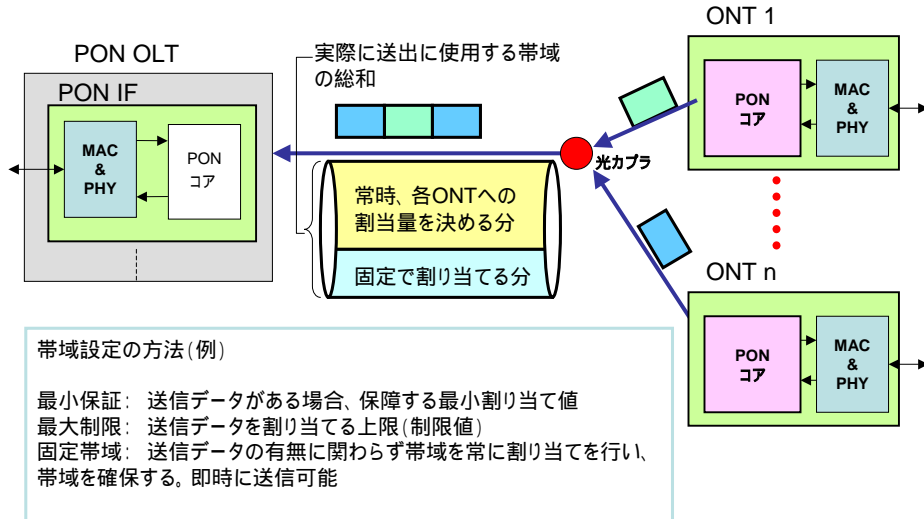 PON OLT
PON IF
MAC
&
PHY
PON
コア
実際に送出に使用する帯域
の総和
常時、各ONTへの
割当量を決める分
固定で割り当てる分
光カプラ
ONT 1
PON
コア
MAC
&
PHY
ONT n
PON
コア
MAC
&
PHY
帯域設定の方法(例)
最小保証: 送信データがある場合、保障する最小割り当て値
最大制限: 送信データを割り当てる上限(制限値)
固定帯域: 送信データの有無に関わらず帯域を常に割り当てを行い、
帯域を確保する。即時に送信可能